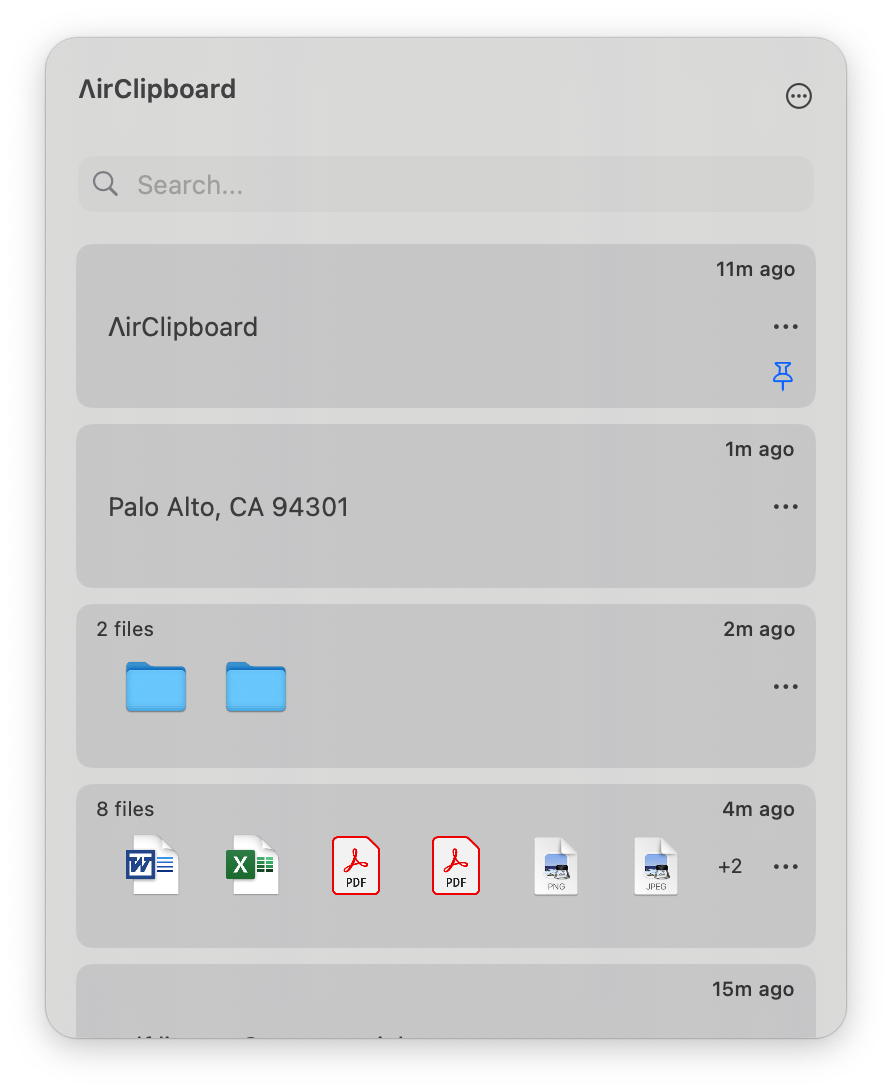 ΛirClipboard
Search...
11m ago
ΛirClipboard
1m ago
Palo Alto, CA 94301
2 files
2m ago
8 files
4m ago
W
X
PDF
PDF
PNG
JPEG
+2
15m ago